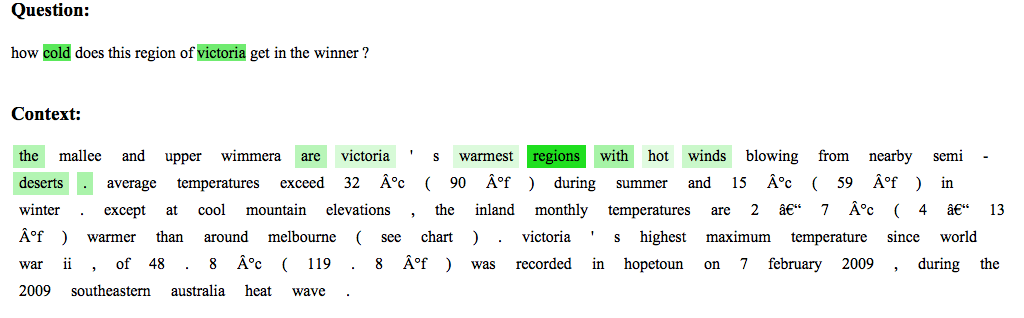 Question:
how cold does this region of victoria get in the winner ?
Context:
the mallee and upper wimmera are victoria ' s warmest regions with hot winds blowing from nearby semi -
deserts . average temperatures exceed 32 Â°c ( 90 Â°f ) during summer and 15 Â°c ( 59 Â°f ) in
winter . except at cool mountain elevations , the inland monthly temperatures are 2 â€“ 7 Â°c ( 4 â€“ 13
Â°f ) warmer than around melbourne ( see chart ) . victoria ' s highest maximum temperature since world
war ii , of 48 . 8 Â°c ( 119 . 8 Â°f ) was recorded in hopetoun on 7 february 2009 , during the
2009 southeastern australia heat wave .